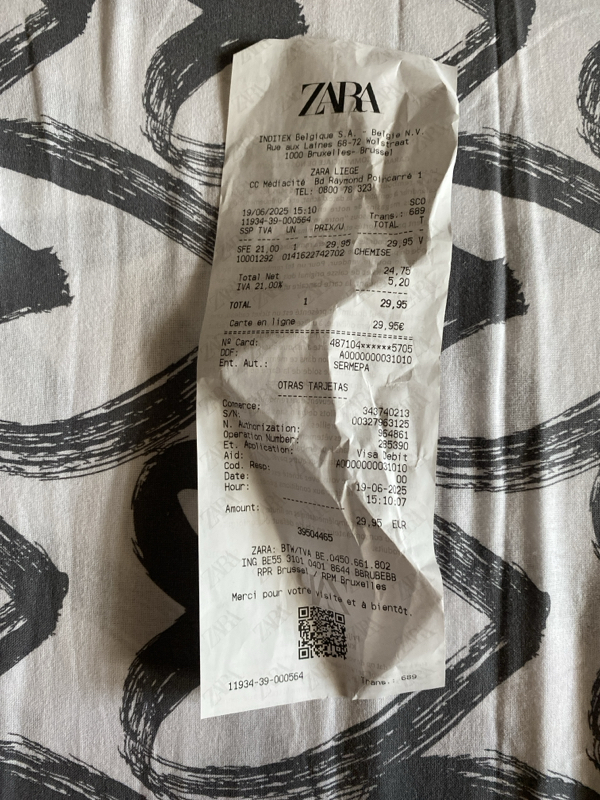 ZARA
INDITEX Belgique S.A. - Belgie N.V.
Rue aux Laines 68-72 Wolstraat
1000 Bruxelles- Brussel
ZARA LIEGE
CC Médiacité Bd Raymond Poincarré 1
TEL: 0800 78 323
SCO
19/06/2025 15:10 Trans.: 689
11934-39-000564 T
SSP TVA UN PRIX/U TOTAL
SFE 21,00 1 29,95 29,95 V
10001292 0141622742702 CHEMISE
Total Net 24,75
IVA 21,00% 5,20
TOTAL 1 29,95
Carte en ligne 29,95€
Nº Card: 487104******5705
DDF: A0000000031010
Ent. Aut.: SERMEPA
OTRAS TARJETAS
Comerce: 343740213
S/N: 00327963125
N. Authorization: 964861
Operation Number: 295390
Et. Application: Visa Debit
Aid: A0000000031010
Cod. Resp: 00
Date: 19-06-2025
Hour: 15:10:07
Amount: 29,95 EUR
39504465
ZARA: BTW/TVA BE.0450.661.802
ING BE55 3101 0401 8644 BBRUBEBB
RPR Brussel / RPM Bruxelles
Merci pour votre visite et à bientôt.
11934-39-000564 Trans.: 689